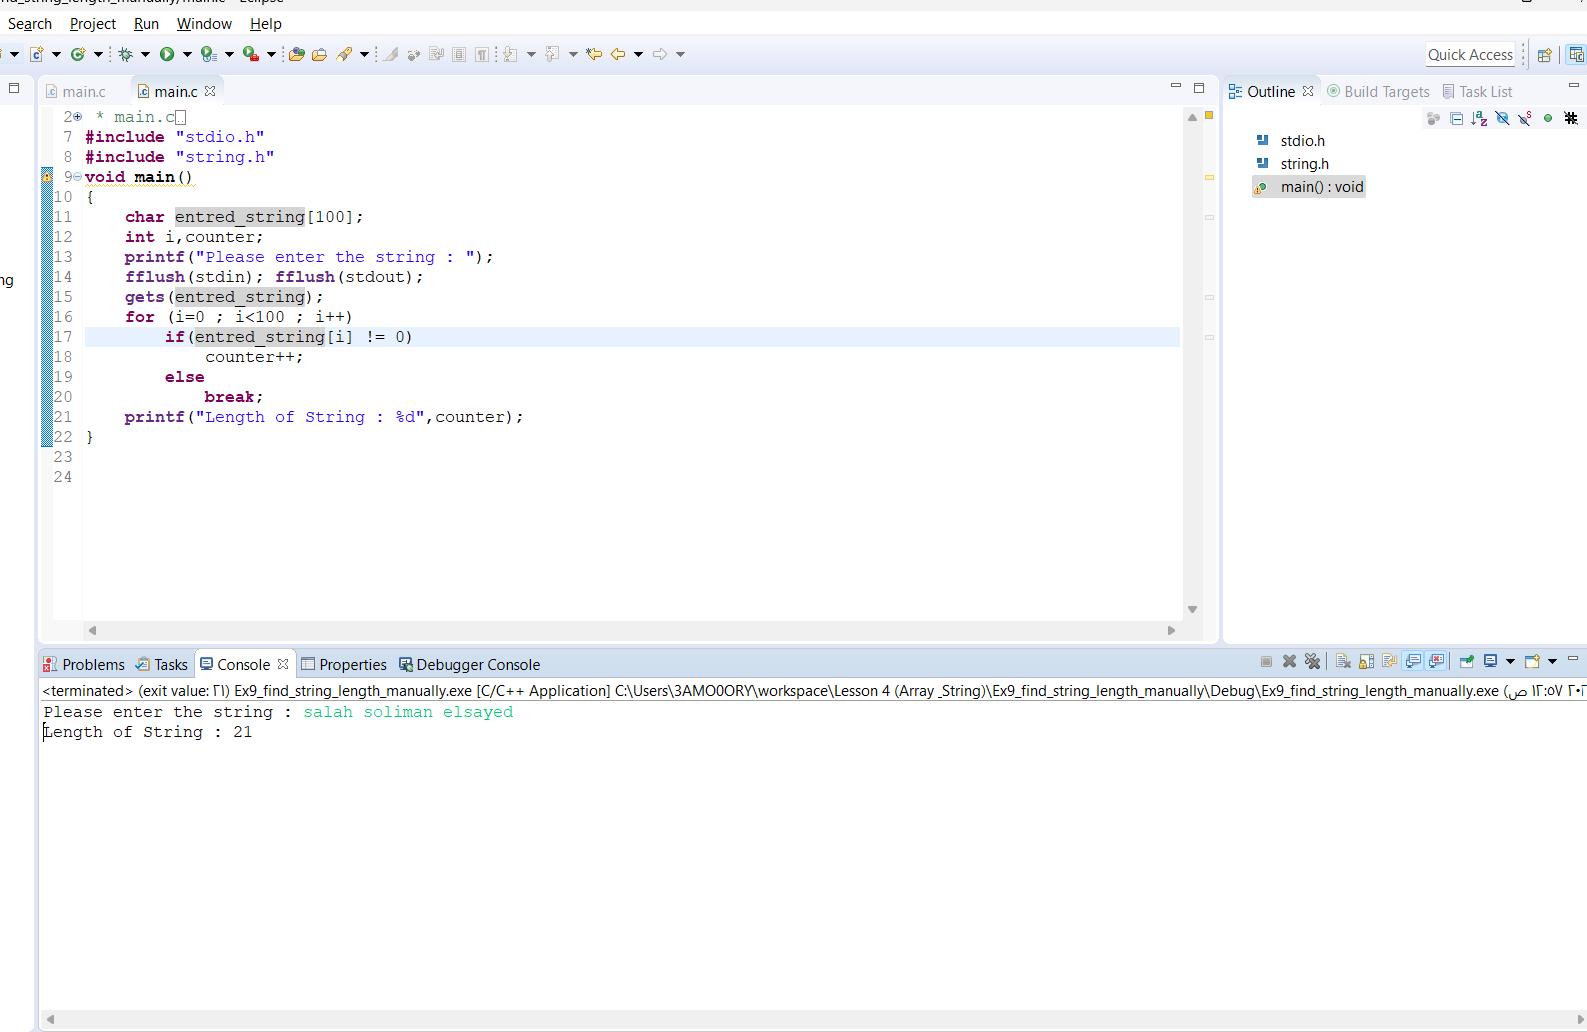 Search Project Run Window Help
Quick Access
main.c main.c
Outline Build Targets Task List
stdio.h
string.h
main() : void
2 * main.c
7 #include "stdio.h"
8 #include "string.h"
9 void main()
10 {
11 char entred_string[100];
12 int i,counter;
13 printf("Please enter the string : ");
14 fflush(stdin); fflush(stdout);
15 gets(entred_string);
16 for (i=0 ; i<100 ; i++)
17 if(entred_string[i] != 0)
18 counter++;
19 else
20 break;
21 printf("Length of String : %d",counter);
22 }
23
24
Problems Tasks Console Properties Debugger Console
<terminated> (exit value: ٢١) Ex9_find_string_length_manually.exe [C/C++ Application] C:\Users\3AMO0ORY\workspace\Lesson 4 (Array _String)\Ex9_find_string_length_manually\Debug\Ex9_find_string_length_manually.exe (ص ١٢:٥٧
Please enter the string : salah soliman elsayed
Length of String : 21